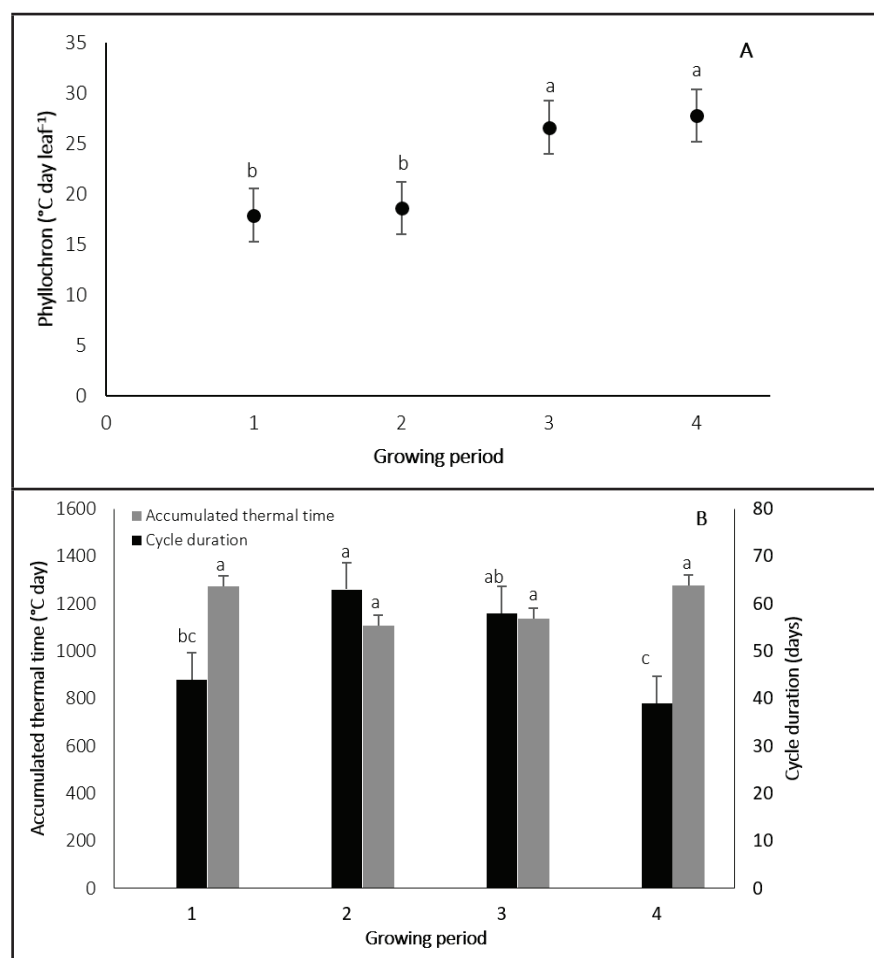 A
35
30
25
20
15
10
5
0
Phyllochron (°C day leaf⁻¹)
b
b
a
a
0 1 2 3 4
Growing period
B
Accumulated thermal time
Cycle duration
1600
1400
1200
1000
800
600
400
200
0
Accumulated thermal time (°C day)
bc
a
a
a
ab
a
c
a
80
70
60
50
40
30
20
10
0
Cycle duration (days)
1 2 3 4
Growing period